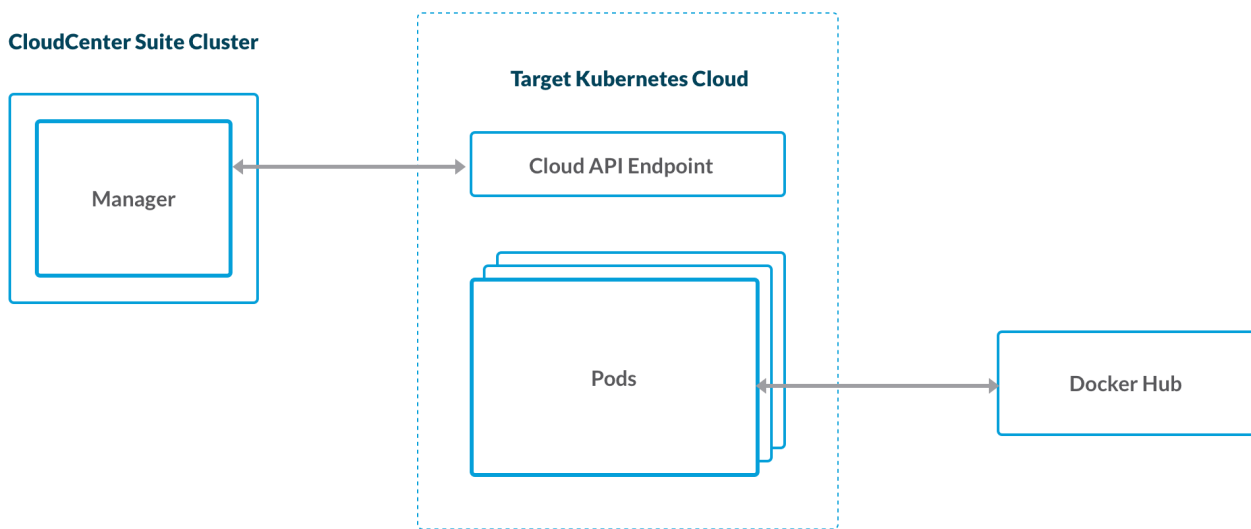 CloudCenter Suite Cluster
Target Kubernetes Cloud
Cloud API Endpoint
Manager
Pods
Docker Hub